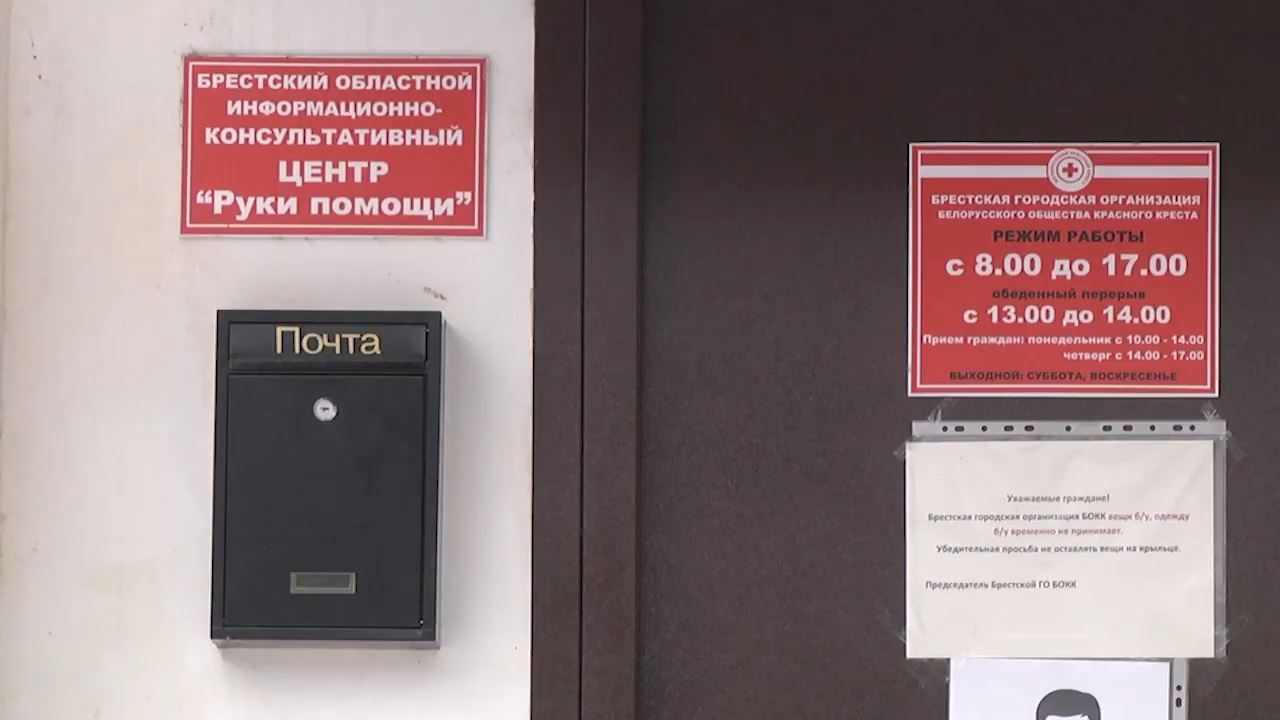 БРЕСТСКИЙ ОБЛАСТНОЙ
ИНФОРМАЦИОННО-
КОНСУЛЬТАТИВНЫЙ
ЦЕНТР
“Руки помощи”
Почта
БРЕСТСКАЯ ГОРОДСКАЯ ОРГАНИЗАЦИЯ
БЕЛОРУССКОГО ОБЩЕСТВА КРАСНОГО КРЕСТА
РЕЖИМ РАБОТЫ
с 8.00 до 17.00
обеденный перерыв
с 13.00 до 14.00
Прием граждан: понедельник с 10.00 - 14.00
четверг с 14.00 - 17.00
ВЫХОДНОЙ: СУББОТА, ВОСКРЕСЕНЬЕ
Уважаемые граждане!
Брестская городская организация БОКК вещи б/у, одежду
б/у временно не принимает.
Убедительная просьба не оставлять вещи на крыльце.
Председатель Брестской ГО БОКК